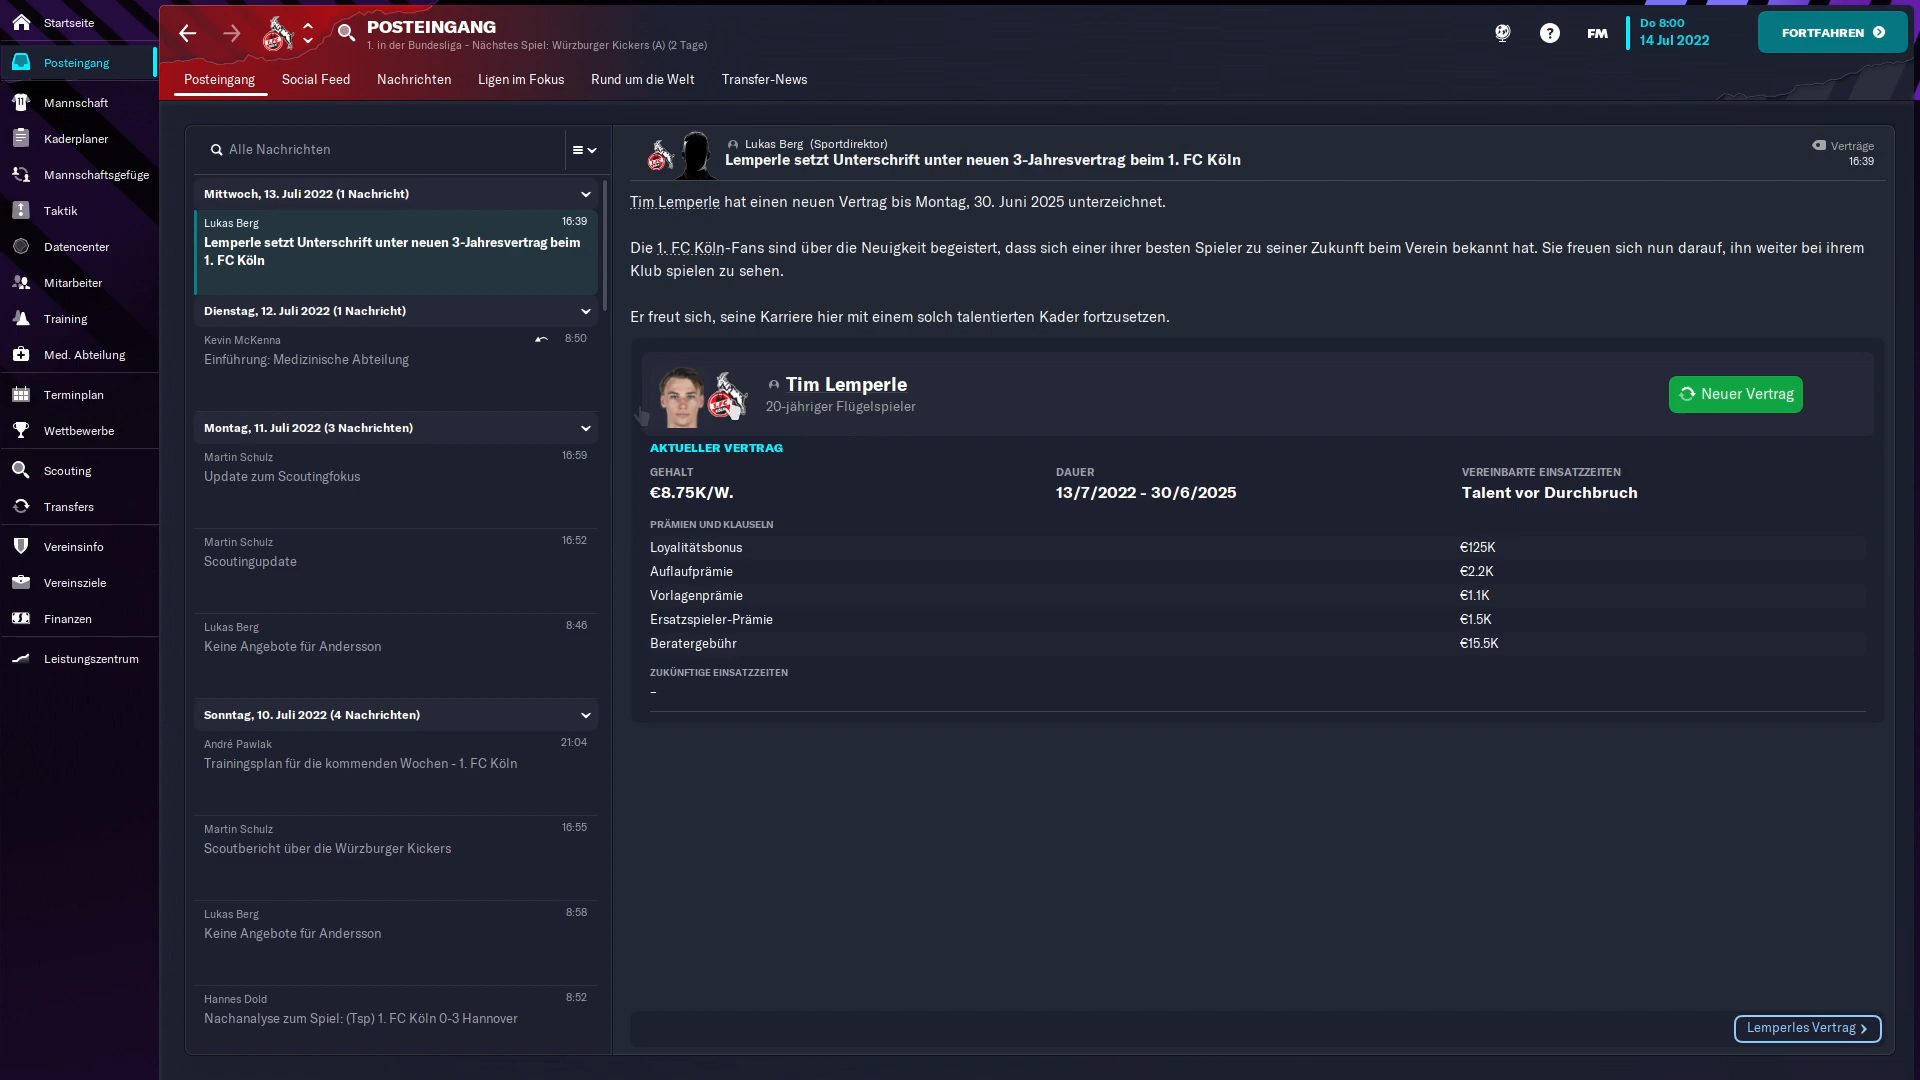 Startseite
Posteingang
Mannschaft
Kaderplaner
Mannschaftsgefüge
Taktik
Datencenter
Mitarbeiter
Training
Med. Abteilung
Terminplan
Wettbewerbe
Scouting
Transfers
Vereinsinfo
Vereinsziele
Finanzen
Leistungszentrum
POSTEINGANG
1. in der Bundesliga - Nächstes Spiel: Würzburger Kickers (A) (2 Tage)
FM
Do 8:00
14 Jul 2022
FORTFAHREN
Posteingang
Social Feed
Nachrichten
Ligen im Fokus
Rund um die Welt
Transfer-News
Alle Nachrichten
Mittwoch, 13. Juli 2022 (1 Nachricht)
Lukas Berg 16:39
Lemperle setzt Unterschrift unter neuen 3-Jahresvertrag beim
1. FC Köln
Dienstag, 12. Juli 2022 (1 Nachricht)
Kevin McKenna 8:50
Einführung: Medizinische Abteilung
Montag, 11. Juli 2022 (3 Nachrichten)
Martin Schulz 16:59
Update zum Scoutingfokus
Martin Schulz 16:52
Scoutingupdate
Lukas Berg 8:46
Keine Angebote für Andersson
Sonntag, 10. Juli 2022 (4 Nachrichten)
André Pawlak 21:04
Trainingsplan für die kommenden Wochen - 1. FC Köln
Martin Schulz 16:55
Scoutbericht über die Würzburger Kickers
Lukas Berg 8:58
Keine Angebote für Andersson
Hannes Dold 8:52
Nachanalyse zum Spiel: (Tsp) 1. FC Köln 0-3 Hannover
Lukas Berg (Sportdirektor)
Lemperle setzt Unterschrift unter neuen 3-Jahresvertrag beim 1. FC Köln
Verträge
16:39
Tim Lemperle hat einen neuen Vertrag bis Montag, 30. Juni 2025 unterzeichnet.
Die 1. FC Köln-Fans sind über die Neuigkeit begeistert, dass sich einer ihrer besten Spieler zu seiner Zukunft beim Verein bekannt hat. Sie freuen sich nun darauf, ihn weiter bei ihrem
Klub spielen zu sehen.
Er freut sich, seine Karriere hier mit einem solch talentierten Kader fortzusetzen.
Tim Lemperle
20-jähriger Flügelspieler
Neuer Vertrag
AKTUELLER VERTRAG
GEHALT DAUER VEREINBARTE EINSATZZEITEN
€8.75K/W. 13/7/2022 - 30/6/2025 Talent vor Durchbruch
PRÄMIEN UND KLAUSELN
Loyalitätsbonus €125K
Auflaufprämie €2.2K
Vorlagenprämie €1.1K
Ersatzspieler-Prämie €1.5K
Beratergebühr €15.5K
ZUKÜNFTIGE EINSATZZEITEN
–
Lemperles Vertrag